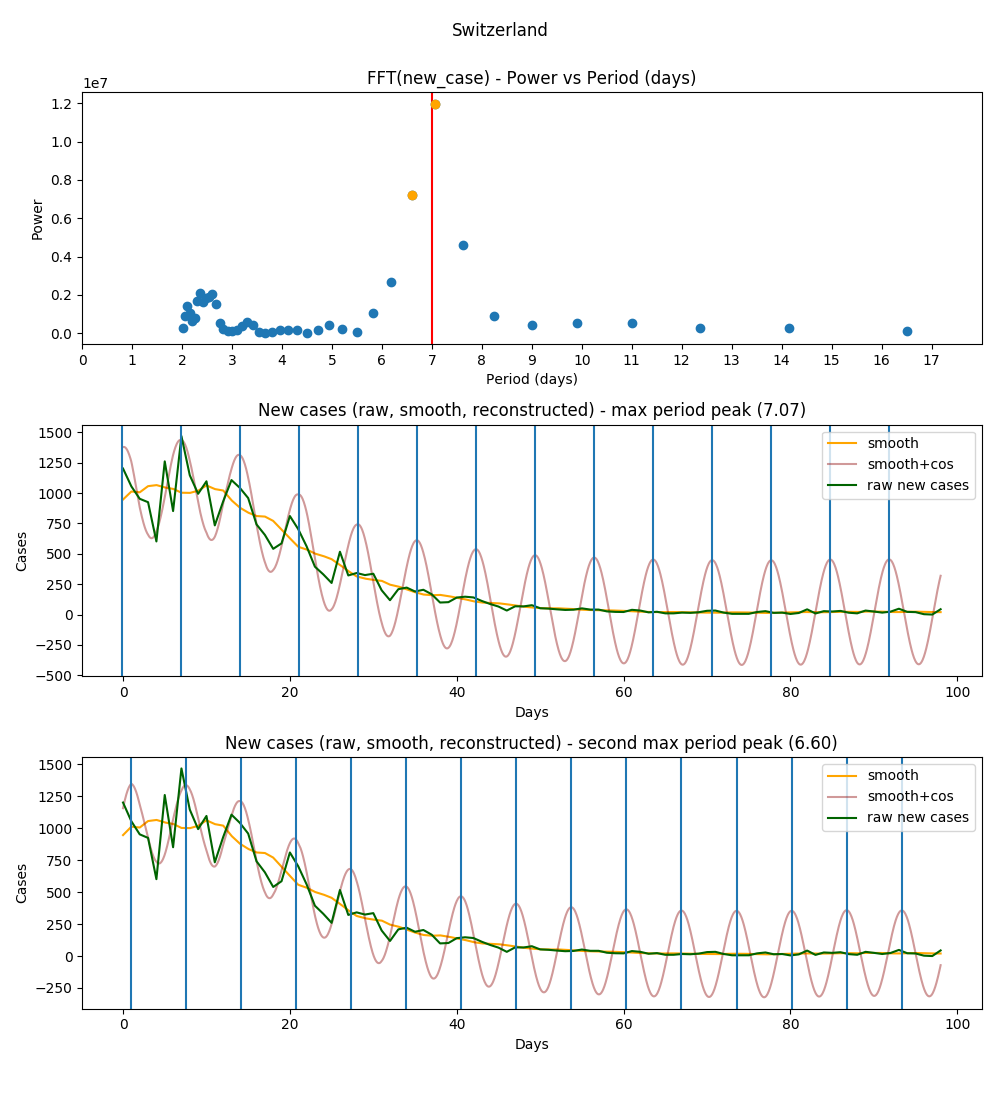 Switzerland
FFT(new_case) - Power vs Period (days)
1e7
1.2
1.0
0.8
0.6
0.4
0.2
0.0
Power
0 1 2 3 4 5 6 7 8 9 10 11 12 13 14 15 16 17
Period (days)
New cases (raw, smooth, reconstructed) - max period peak (7.07)
1500
1250
1000
750
500
250
0
−250
−500
Cases
smooth
smooth+cos
raw new cases
0 20 40 60 80 100
Days
New cases (raw, smooth, reconstructed) - second max period peak (6.60)
1500
1250
1000
750
500
250
0
−250
Cases
smooth
smooth+cos
raw new cases
0 20 40 60 80 100
Days